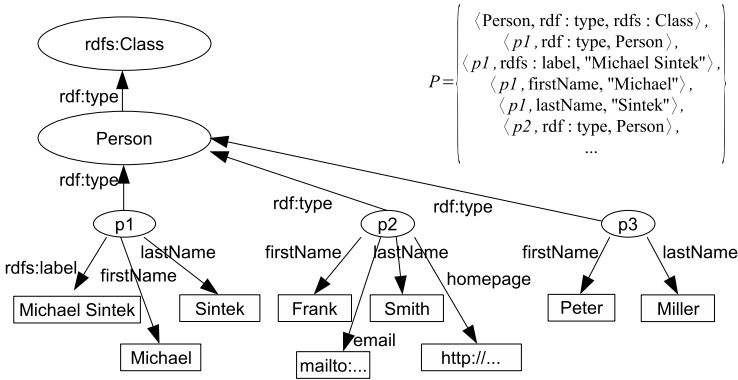 rdfs:Class
rdf:type
Person
rdf:type
rdf:type
rdf:type
p1
p2
p3
rdfs:label
firstName
lastName
firstName
lastName
email
homepage
firstName
lastName
Michael Sintek
Michael
Sintek
Frank
mailto:...
Smith
http://...
Peter
Miller
P = { ⟨Person, rdf : type, rdfs : Class⟩,
⟨p1, rdf : type, Person⟩,
⟨p1, rdfs : label, "Michael Sintek"⟩,
⟨p1, firstName, "Michael"⟩,
⟨p1, lastName, "Sintek"⟩,
⟨p2, rdf : type, Person⟩,
... }